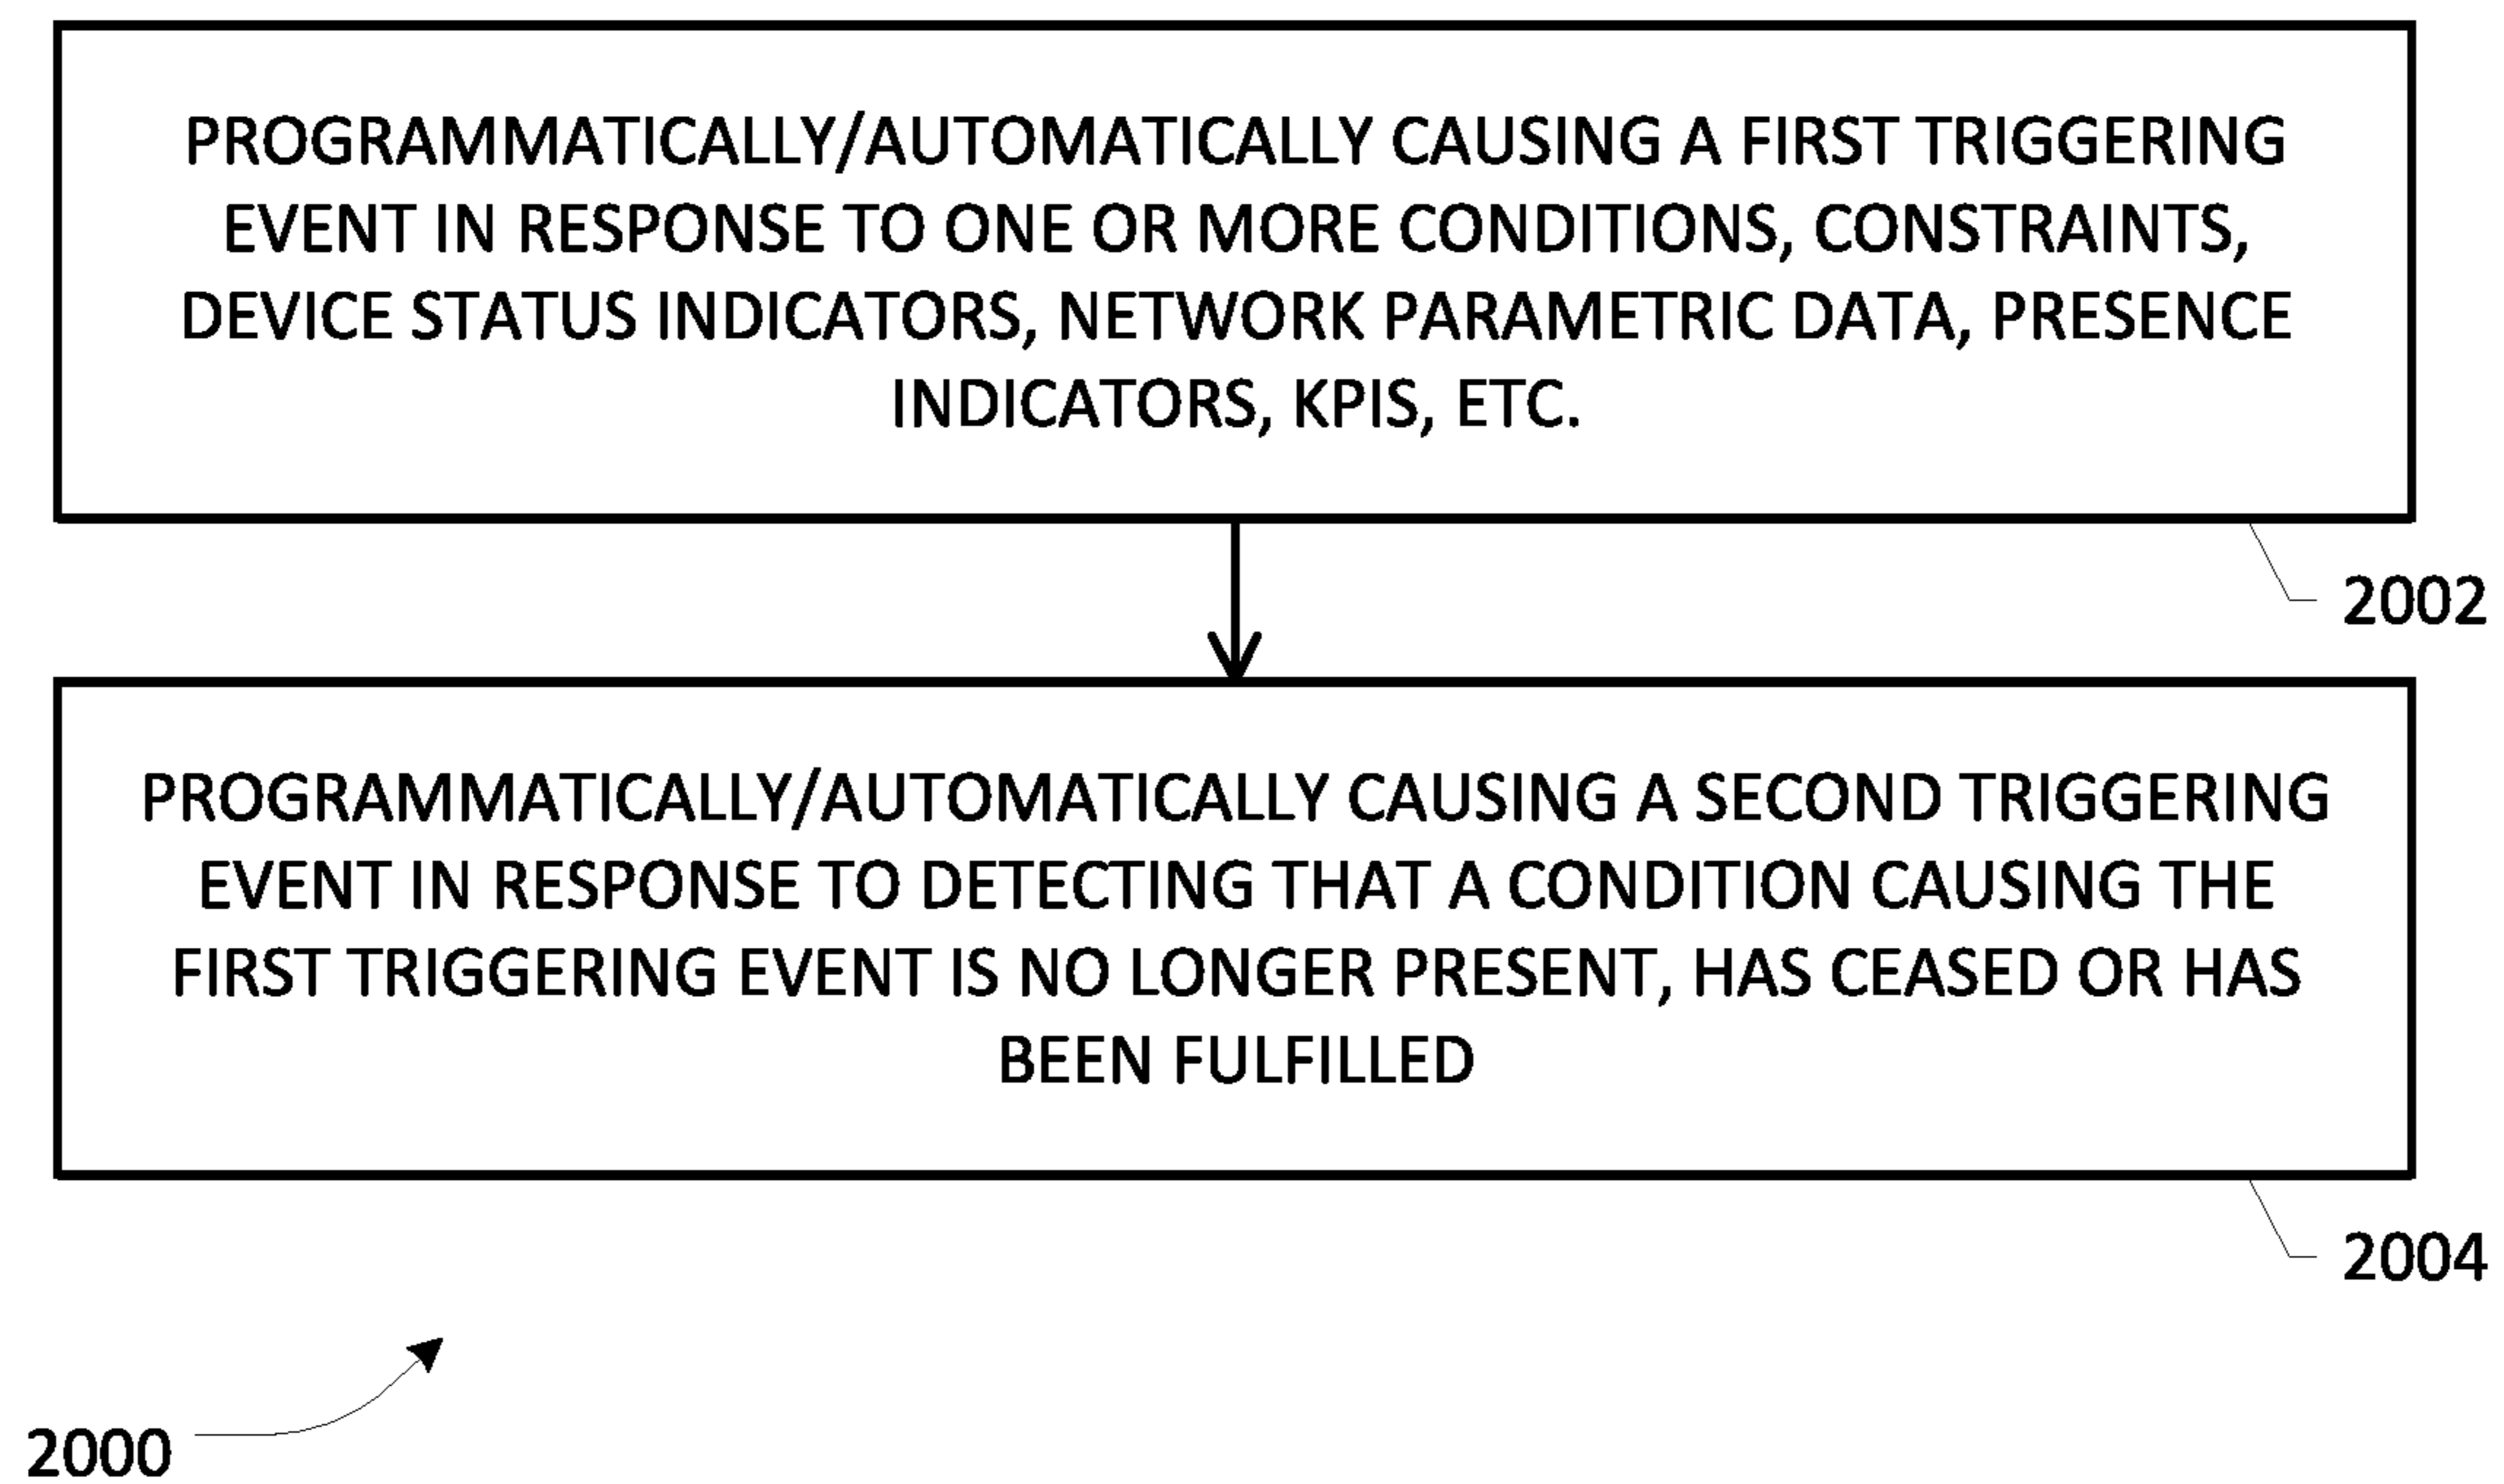 PROGRAMMATICALLY/AUTOMATICALLY CAUSING A FIRST TRIGGERING
EVENT IN RESPONSE TO ONE OR MORE CONDITIONS, CONSTRAINTS,
DEVICE STATUS INDICATORS, NETWORK PARAMETRIC DATA, PRESENCE
INDICATORS, KPIS, ETC.
2002
PROGRAMMATICALLY/AUTOMATICALLY CAUSING A SECOND TRIGGERING
EVENT IN RESPONSE TO DETECTING THAT A CONDITION CAUSING THE
FIRST TRIGGERING EVENT IS NO LONGER PRESENT, HAS CEASED OR HAS
BEEN FULFILLED
2004
2000